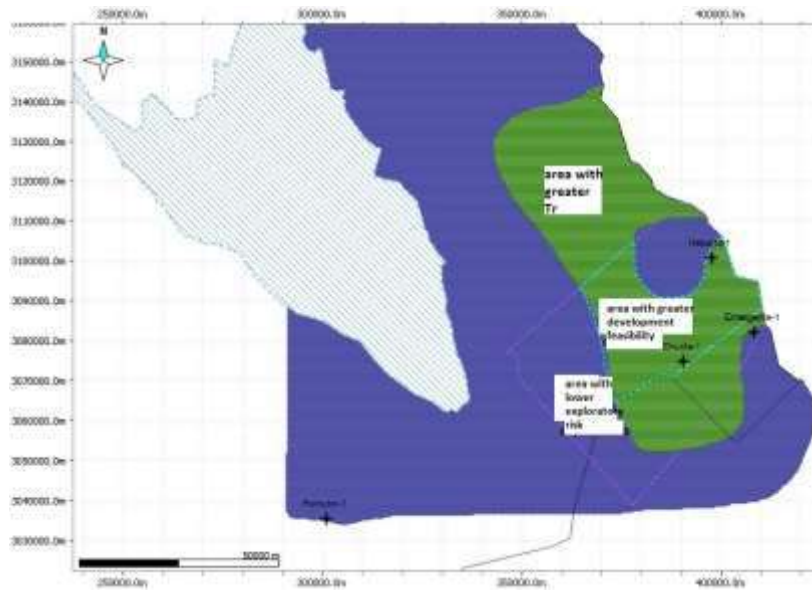 250000.0m 300000.0m 350000.0m 400000.0m
N
3150000.0m
3140000.0m
3130000.0m
3120000.0m
3110000.0m
3100000.0m
3090000.0m
3080000.0m
3070000.0m
3060000.0m
3050000.0m
3040000.0m
3030000.0m
area with
greater
Tr
area with greater
development
feasibility
area with
lower
exploratory
risk
50000 m
250000.0m 300000.0m 350000.0m 400000.0m